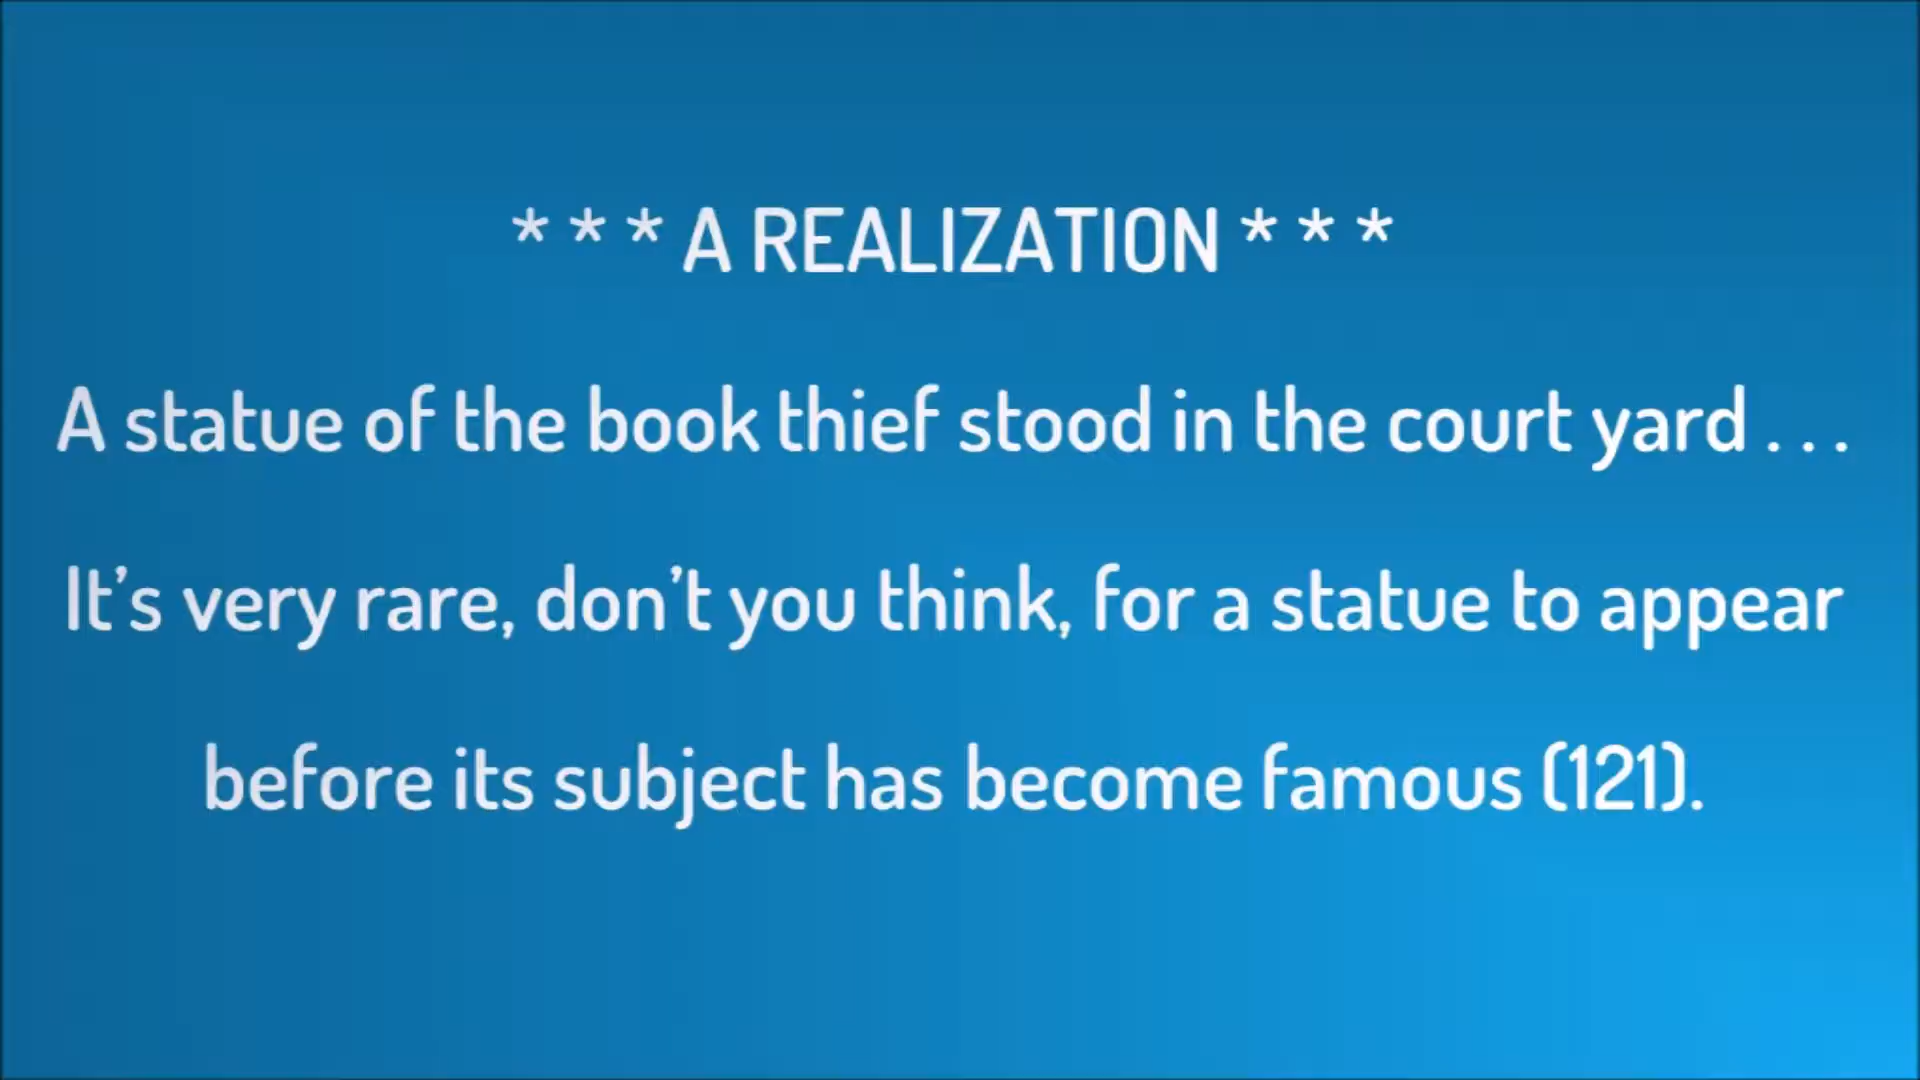 * * * A REALIZATION * * *
A statue of the book thief stood in the court yard . . .
It’s very rare, don’t you think, for a statue to appear
before its subject has become famous (121).